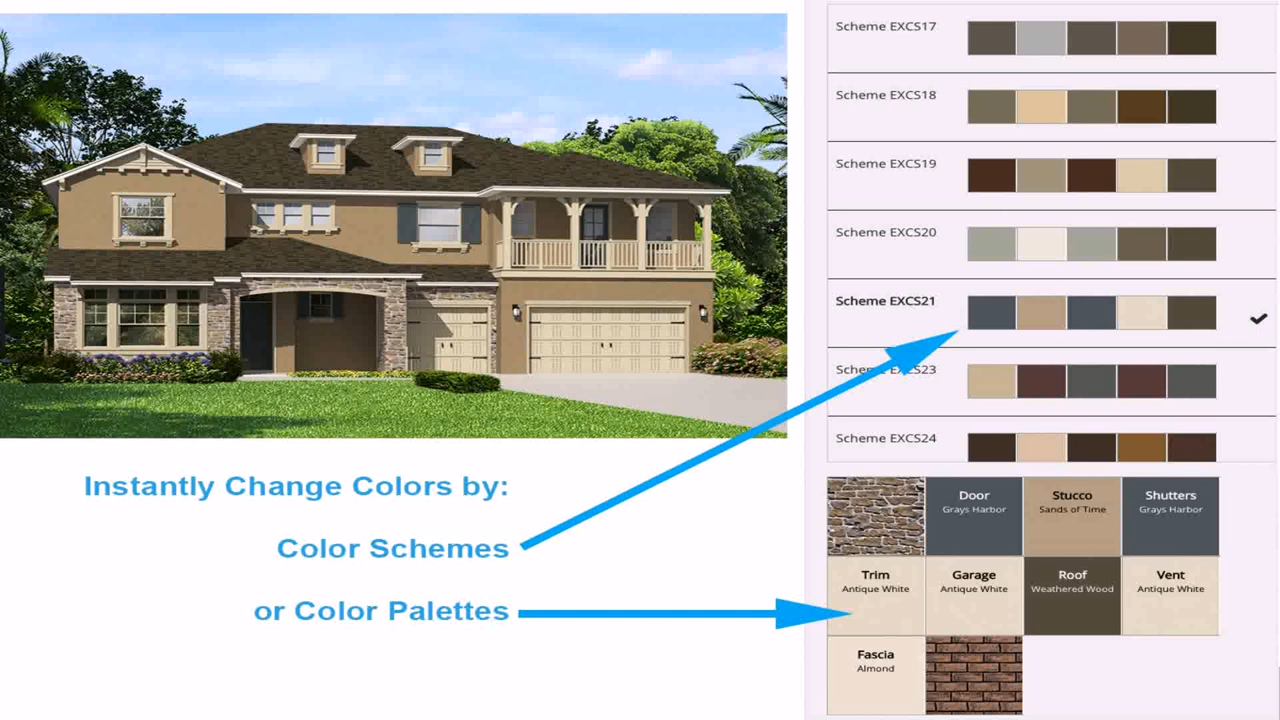 Scheme EXCS17
Scheme EXCS18
Scheme EXCS19
Scheme EXCS20
Scheme EXCS21
Scheme EXCS23
Scheme EXCS24
Instantly Change Colors by:
Color Schemes
or Color Palettes
Door
Grays Harbor
Stucco
Sands of Time
Shutters
Grays Harbor
Trim
Antique White
Garage
Antique White
Roof
Weathered Wood
Vent
Antique White
Fascia
Almond